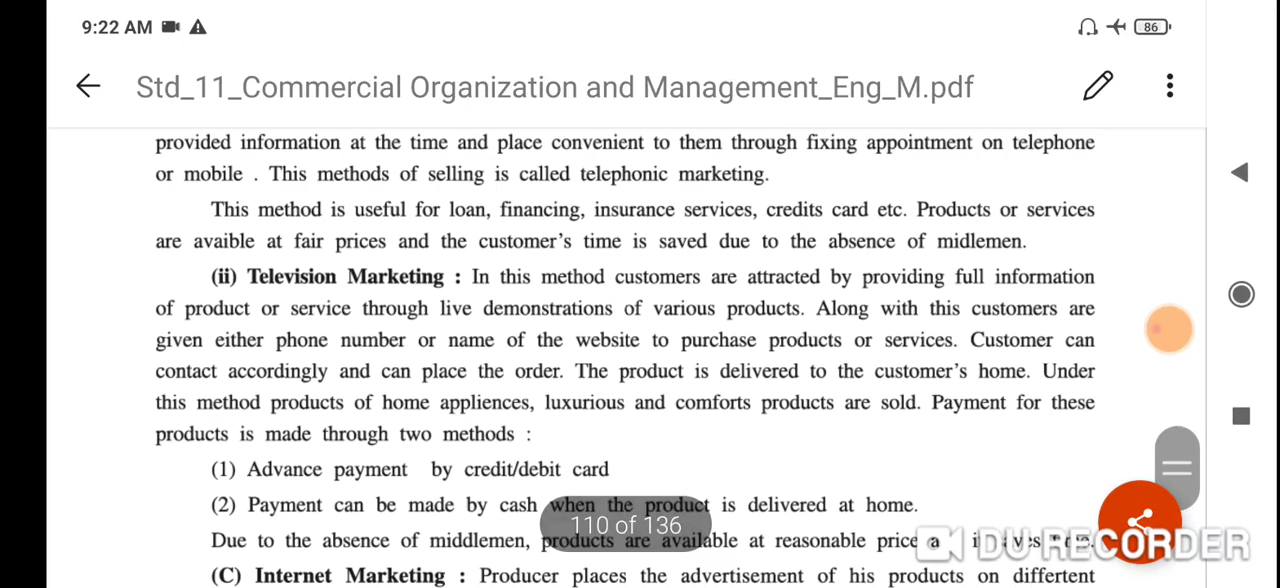 9:22 AM
86
Std_11_Commercial Organization and Management_Eng_M.pdf
provided information at the time and place convenient to them through fixing appointment on telephone
or mobile . This methods of selling is called telephonic marketing.
This method is useful for loan, financing, insurance services, credits card etc. Products or services
are avaible at fair prices and the customer's time is saved due to the absence of midlemen.
(ii) Television Marketing : In this method customers are attracted by providing full information
of product or service through live demonstrations of various products. Along with this customers are
given either phone number or name of the website to purchase products or services. Customer can
contact accordingly and can place the order. The product is delivered to the customer's home. Under
this method products of home appliences, luxurious and comforts products are sold. Payment for these
products is made through two methods :
(1) Advance payment by credit/debit card
(2) Payment can be made by cash when the product is delivered at home.
110 of 136
Due to the absence of middlemen, products are available at reasonable price
DU RECORDER
(C) Internet Marketing : Producer places the advertisement of his products on differtent